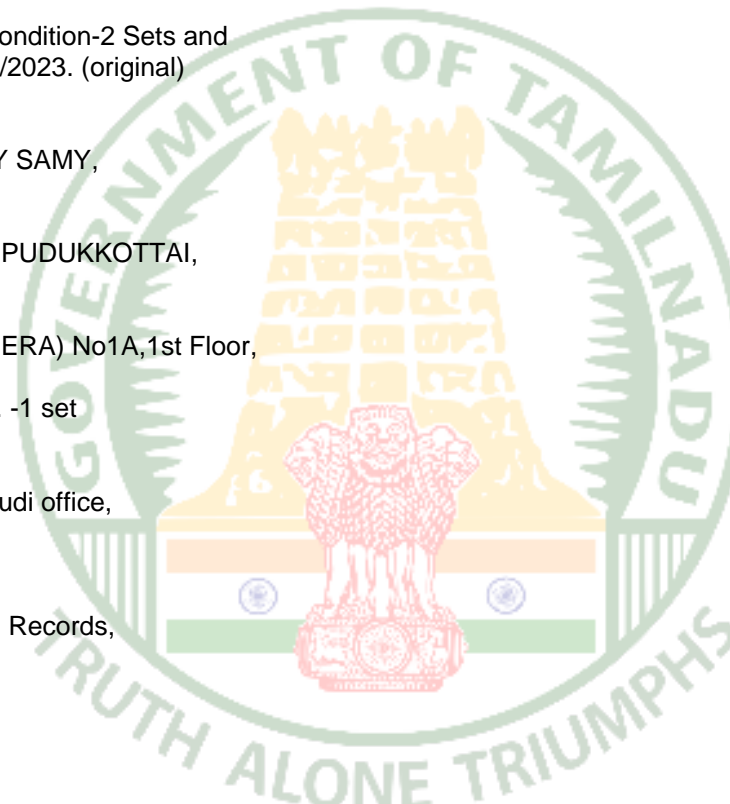 ondition-2 Sets and
/2023. (original)
Y SAMY,
PUDUKKOTTAI,
ERA) No1A,1st Floor,
-1 set
udi office,
Records,
GOVERNMENT OF TAMILNADU
TRUTH ALONE TRIUMPHS